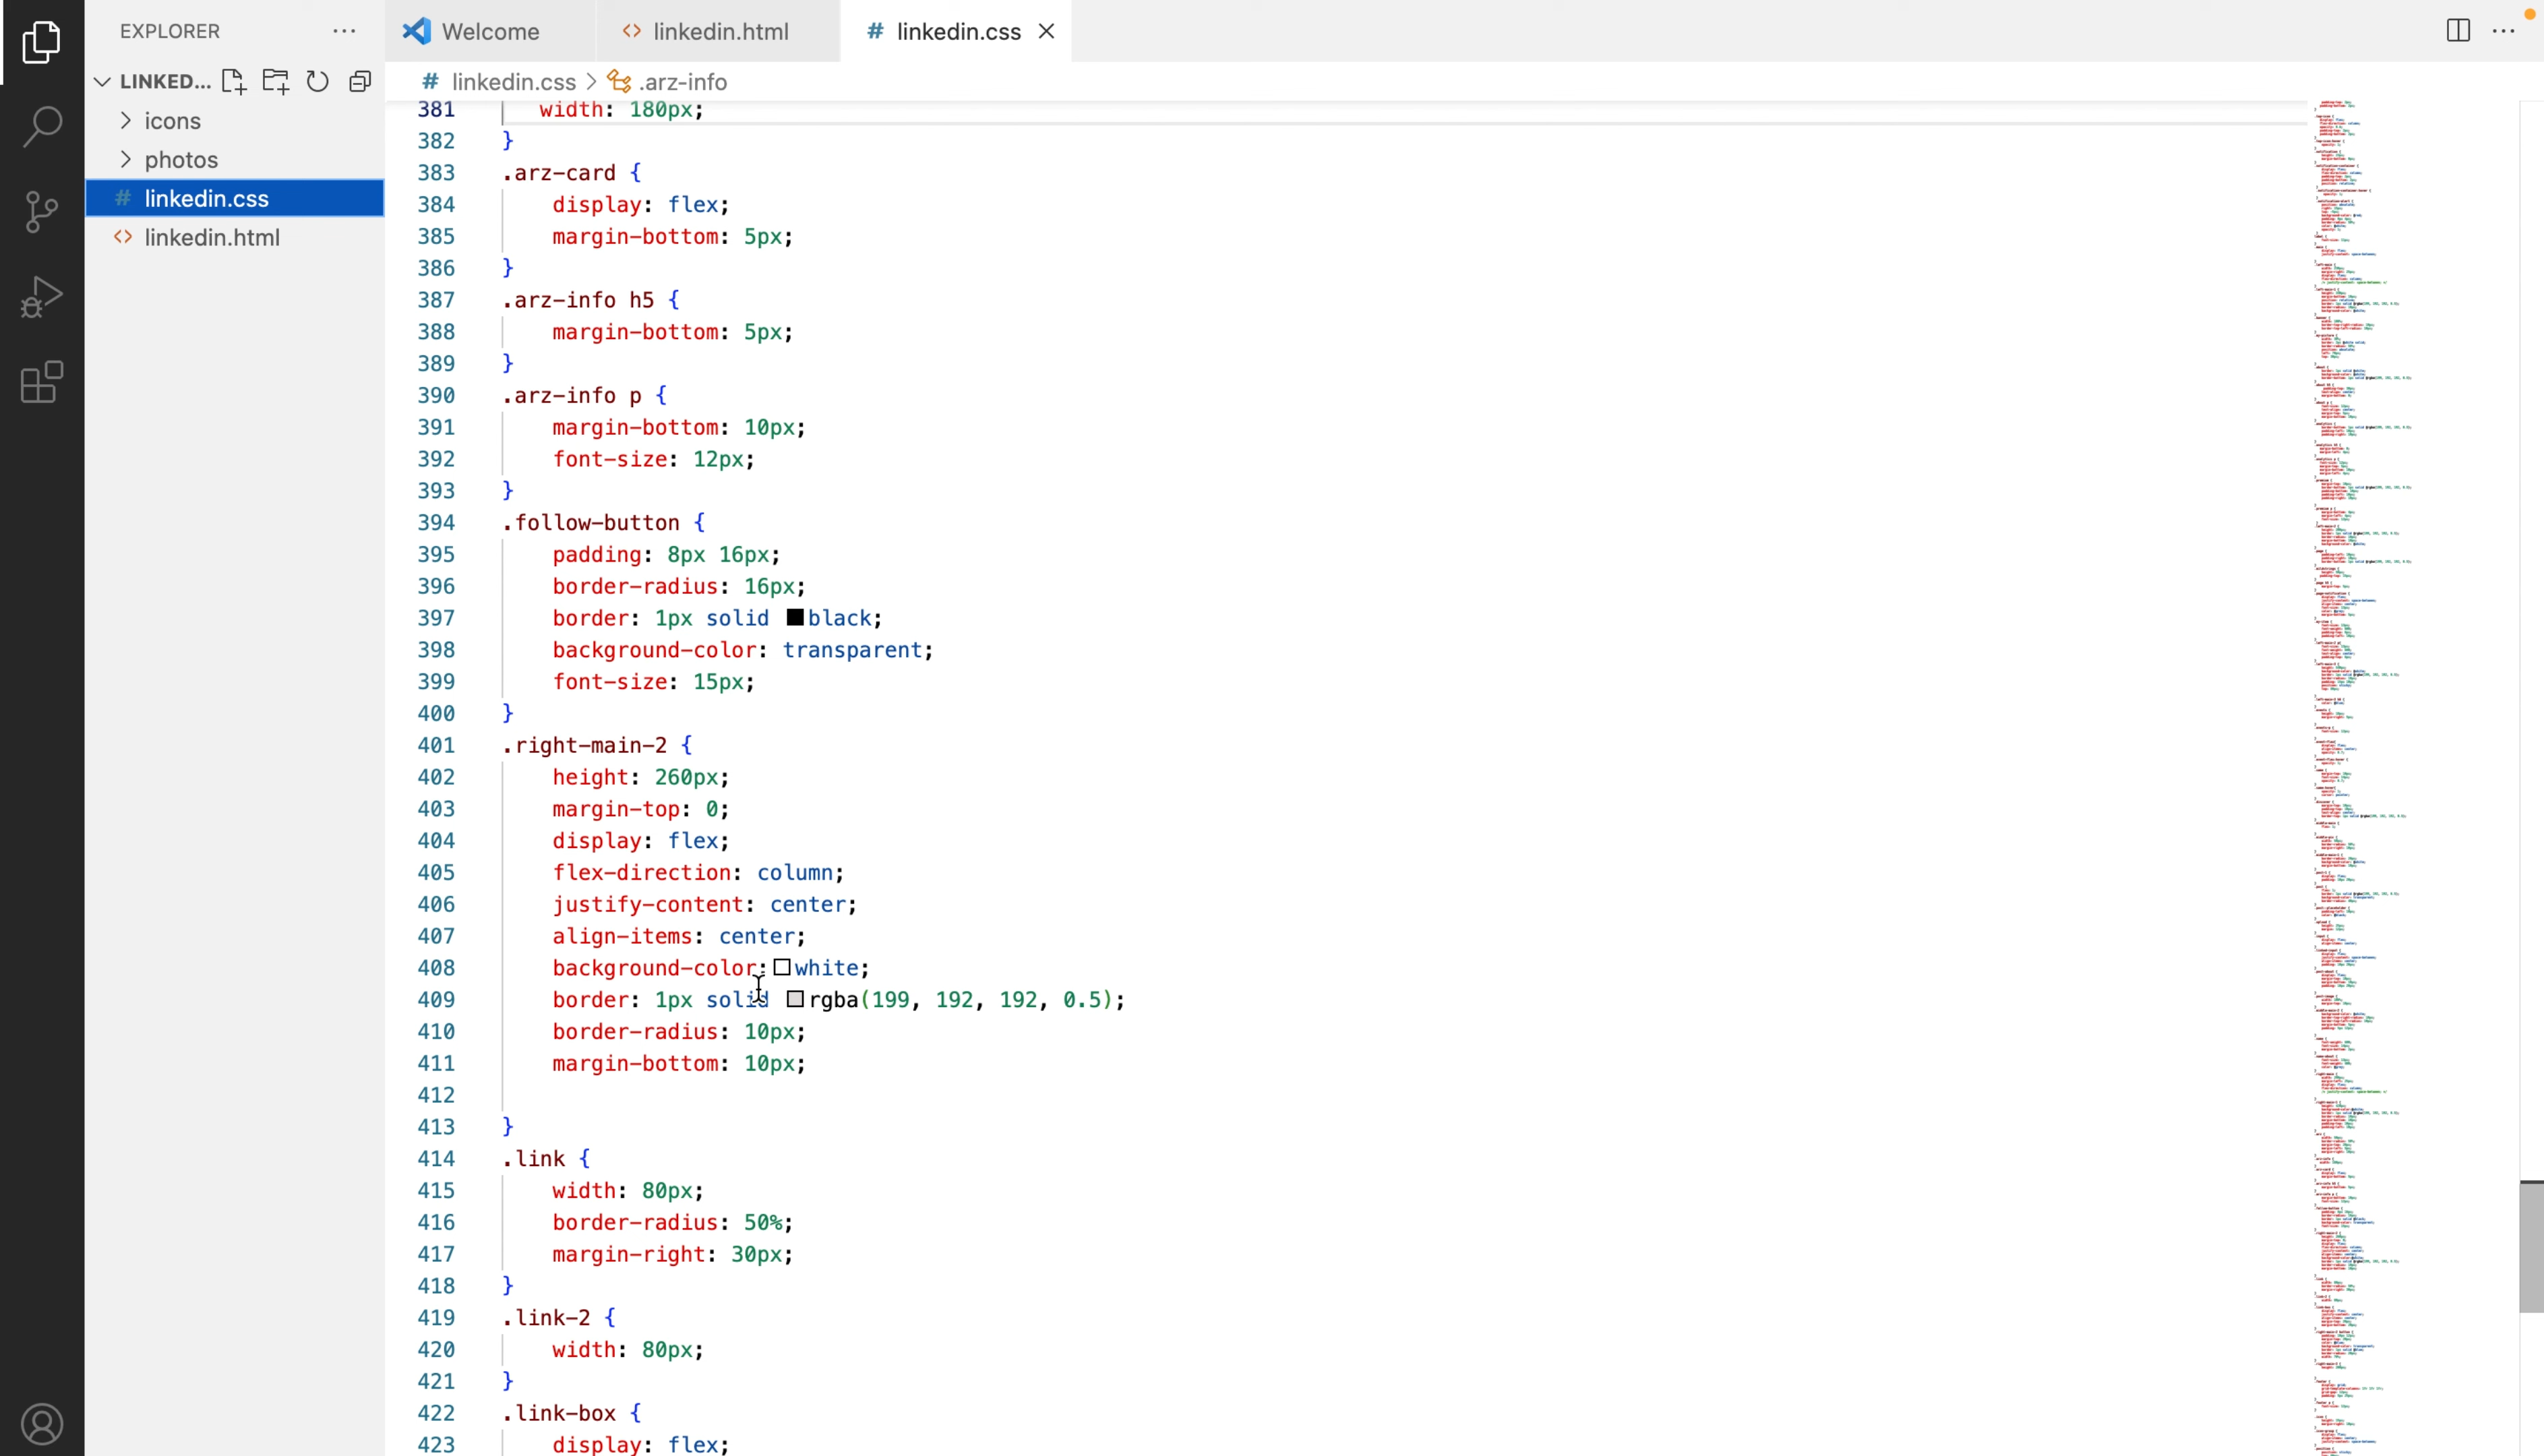 EXPLORER
LINKED...
icons
photos
# linkedin.css
<> linkedin.html
Welcome
<> linkedin.html
# linkedin.css
# linkedin.css > .arz-info
381 width: 180px;
382 }
383 .arz-card {
384 display: flex;
385 margin-bottom: 5px;
386 }
387 .arz-info h5 {
388 margin-bottom: 5px;
389 }
390 .arz-info p {
391 margin-bottom: 10px;
392 font-size: 12px;
393 }
394 .follow-button {
395 padding: 8px 16px;
396 border-radius: 16px;
397 border: 1px solid black;
398 background-color: transparent;
399 font-size: 15px;
400 }
401 .right-main-2 {
402 height: 260px;
403 margin-top: 0;
404 display: flex;
405 flex-direction: column;
406 justify-content: center;
407 align-items: center;
408 background-color: white;
409 border: 1px solid rgba(199, 192, 192, 0.5);
410 border-radius: 10px;
411 margin-bottom: 10px;
412
413 }
414 .link {
415 width: 80px;
416 border-radius: 50%;
417 margin-right: 30px;
418 }
419 .link-2 {
420 width: 80px;
421 }
422 .link-box {
423 display: flex;